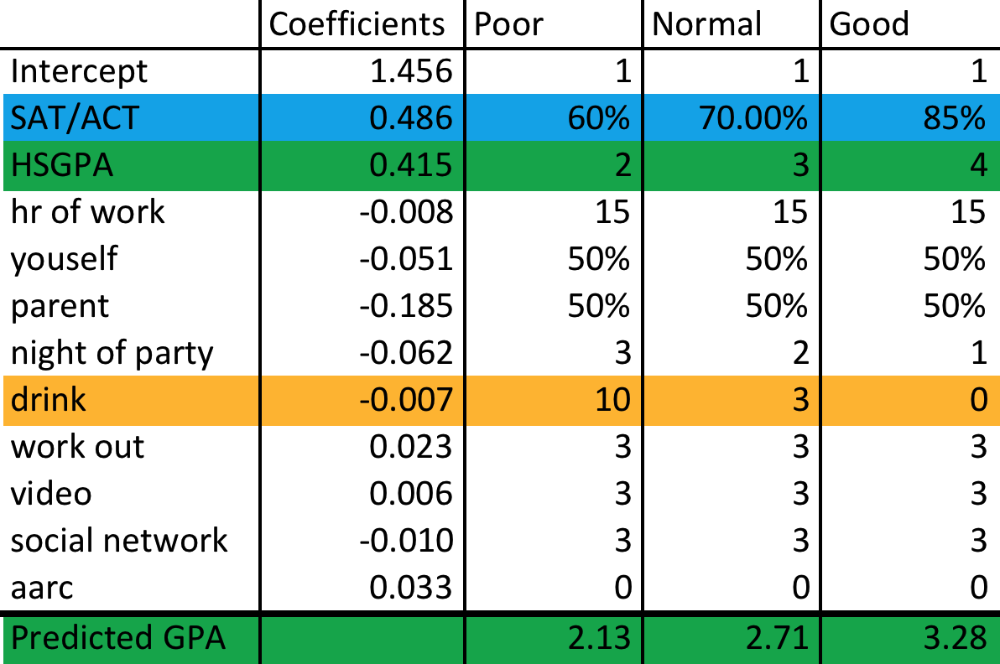 Coefficients Poor Normal Good
Intercept 1.456 1 1 1
SAT/ACT 0.486 60% 70.00% 85%
HSGPA 0.415 2 3 4
hr of work -0.008 15 15 15
youself -0.051 50% 50% 50%
parent -0.185 50% 50% 50%
night of party -0.062 3 2 1
drink -0.007 10 3 0
work out 0.023 3 3 3
video 0.006 3 3 3
social network -0.010 3 3 3
aarc 0.033 0 0 0
Predicted GPA 2.13 2.71 3.28